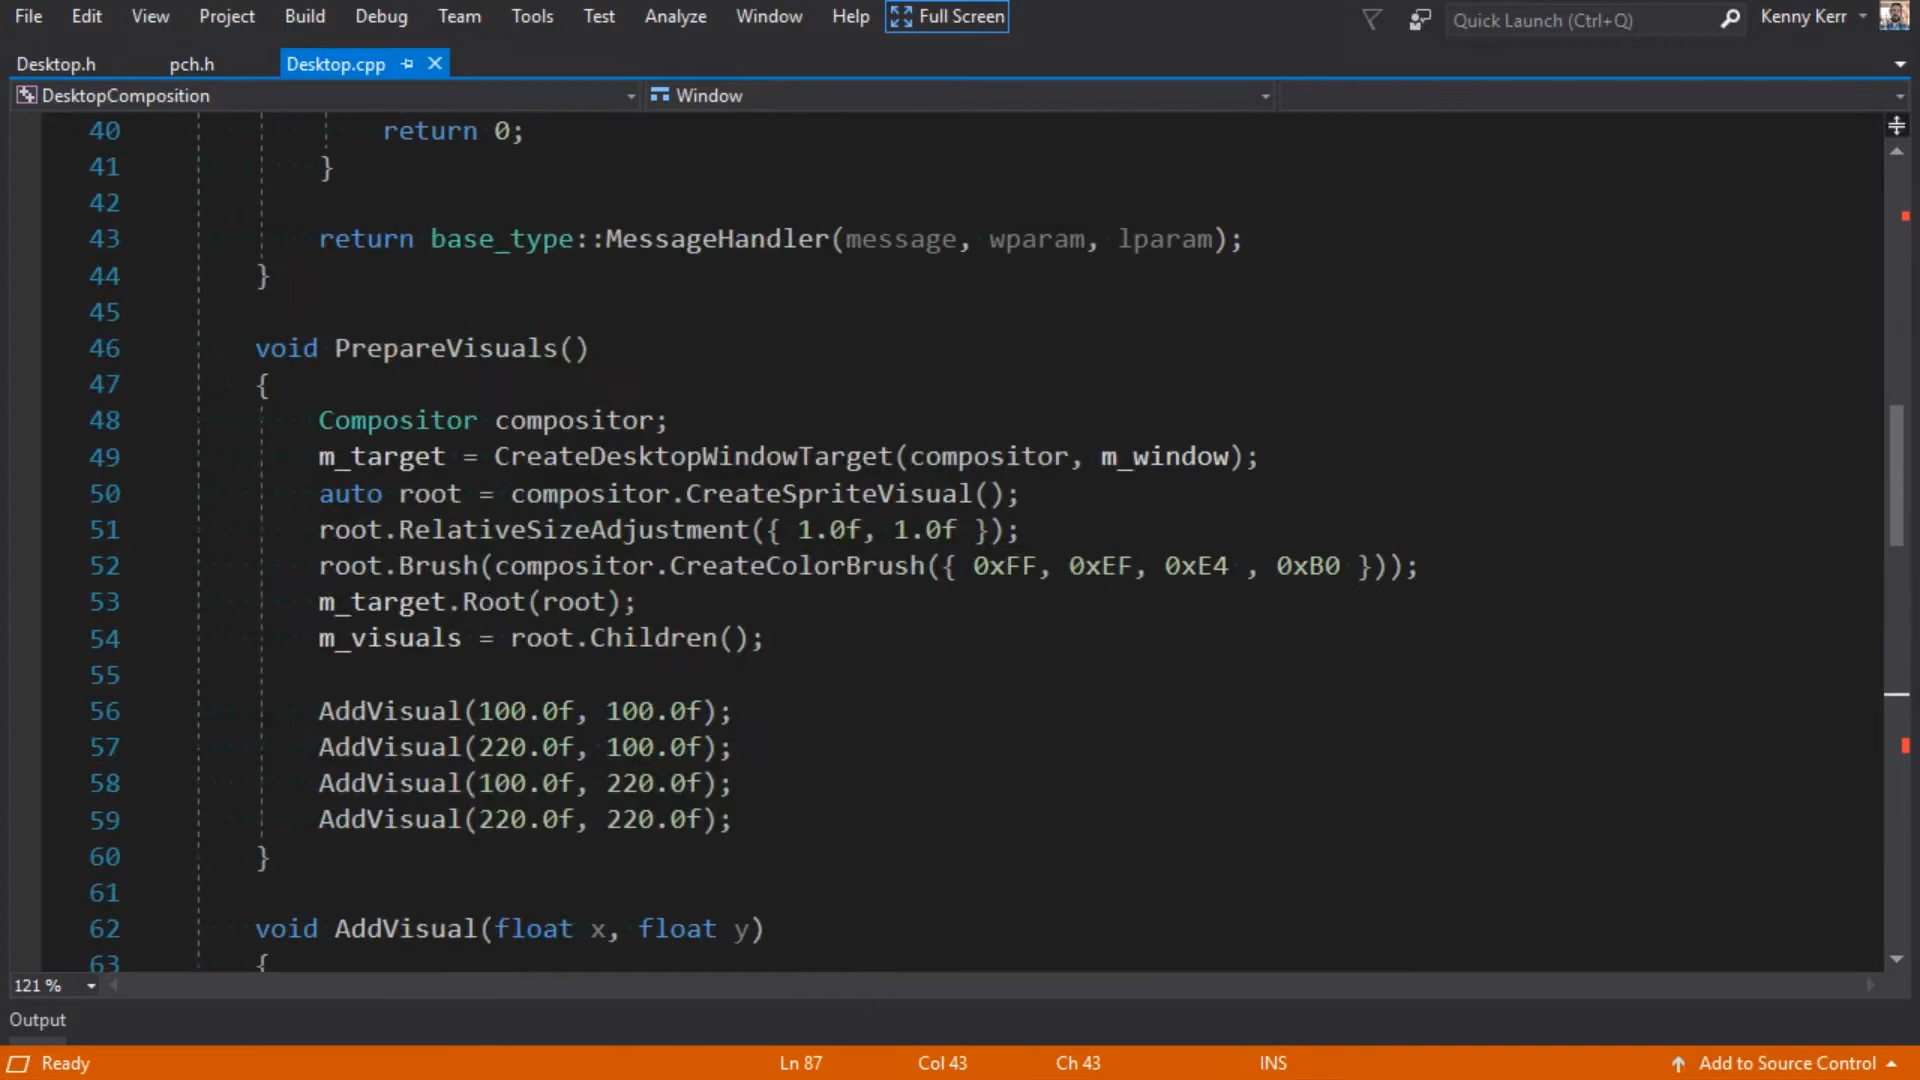 File Edit View Project Build Debug Team Tools Test Analyze Window Help Full Screen Quick Launch (Ctrl+Q) Kenny Kerr
Desktop.h pch.h Desktop.cpp
DesktopComposition Window
40 return 0;
41 }
42
43 return base_type::MessageHandler(message, wparam, lparam);
44 }
45
46 void PrepareVisuals()
47 {
48 Compositor compositor;
49 m_target = CreateDesktopWindowTarget(compositor, m_window);
50 auto root = compositor.CreateSpriteVisual();
51 root.RelativeSizeAdjustment({ 1.0f, 1.0f });
52 root.Brush(compositor.CreateColorBrush({ 0xFF, 0xEF, 0xE4 , 0xB0 }));
53 m_target.Root(root);
54 m_visuals = root.Children();
55
56 AddVisual(100.0f, 100.0f);
57 AddVisual(220.0f, 100.0f);
58 AddVisual(100.0f, 220.0f);
59 AddVisual(220.0f, 220.0f);
60 }
61
62 void AddVisual(float x, float y)
63 {
121 %
Output
Ready Ln 87 Col 43 Ch 43 INS Add to Source Control